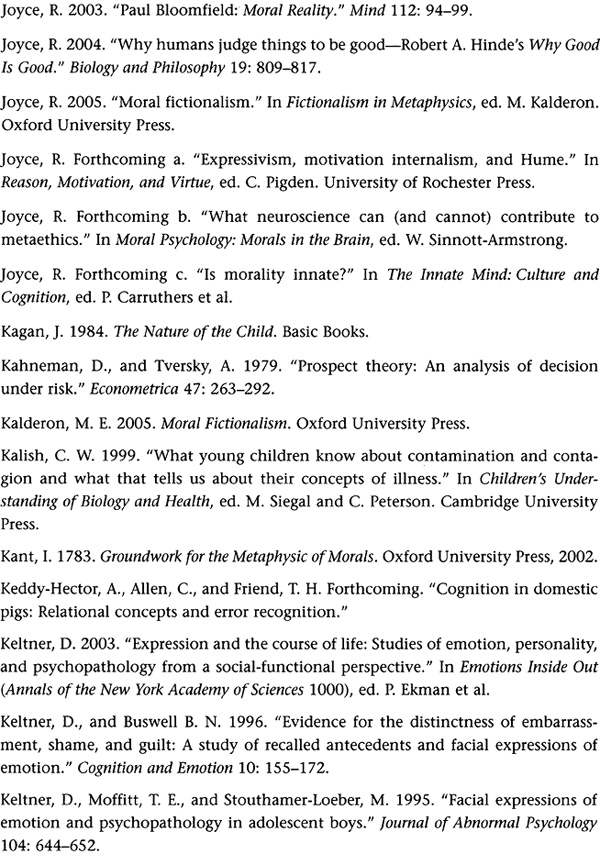 Joyce, R. 2003. “Paul Bloomfield: Moral Reality.” Mind 112: 94–99.
Joyce, R. 2004. “Why humans judge things to be good—Robert A. Hinde’s Why Good
Is Good.” Biology and Philosophy 19: 809–817.
Joyce, R. 2005. “Moral fictionalism.” In Fictionalism in Metaphysics, ed. M. Kalderon.
Oxford University Press.
Joyce, R. Forthcoming a. “Expressivism, motivation internalism, and Hume.” In
Reason, Motivation, and Virtue, ed. C. Pigden. University of Rochester Press.
Joyce, R. Forthcoming b. “What neuroscience can (and cannot) contribute to
metaethics.” In Moral Psychology: Morals in the Brain, ed. W. Sinnott-Armstrong.
Joyce, R. Forthcoming c. “Is morality innate?” In The Innate Mind: Culture and
Cognition, ed. P. Carruthers et al.
Kagan, J. 1984. The Nature of the Child. Basic Books.
Kahneman, D., and Tversky, A. 1979. “Prospect theory: An analysis of decision
under risk.” Econometrica 47: 263–292.
Kalderon, M. E. 2005. Moral Fictionalism. Oxford University Press.
Kalish, C. W. 1999. “What young children know about contamination and conta-
gion and what that tells us about their concepts of illness.” In Children’s Under-
standing of Biology and Health, ed. M. Siegal and C. Peterson. Cambridge University
Press.
Kant, I. 1783. Groundwork for the Metaphysic of Morals. Oxford University Press, 2002.
Keddy-Hector, A., Allen, C., and Friend, T. H. Forthcoming. “Cognition in domestic
pigs: Relational concepts and error recognition.”
Keltner, D. 2003. “Expression and the course of life: Studies of emotion, personality,
and psychopathology from a social-functional perspective.” In Emotions Inside Out
(Annals of the New York Academy of Sciences 1000), ed. P. Ekman et al.
Keltner, D., and Buswell B. N. 1996. “Evidence for the distinctness of embarrass-
ment, shame, and guilt: A study of recalled antecedents and facial expressions of
emotion.” Cognition and Emotion 10: 155–172.
Keltner, D., Moffitt, T. E., and Stouthamer-Loeber, M. 1995. “Facial expressions of
emotion and psychopathology in adolescent boys.” Journal of Abnormal Psychology
104: 644–652.